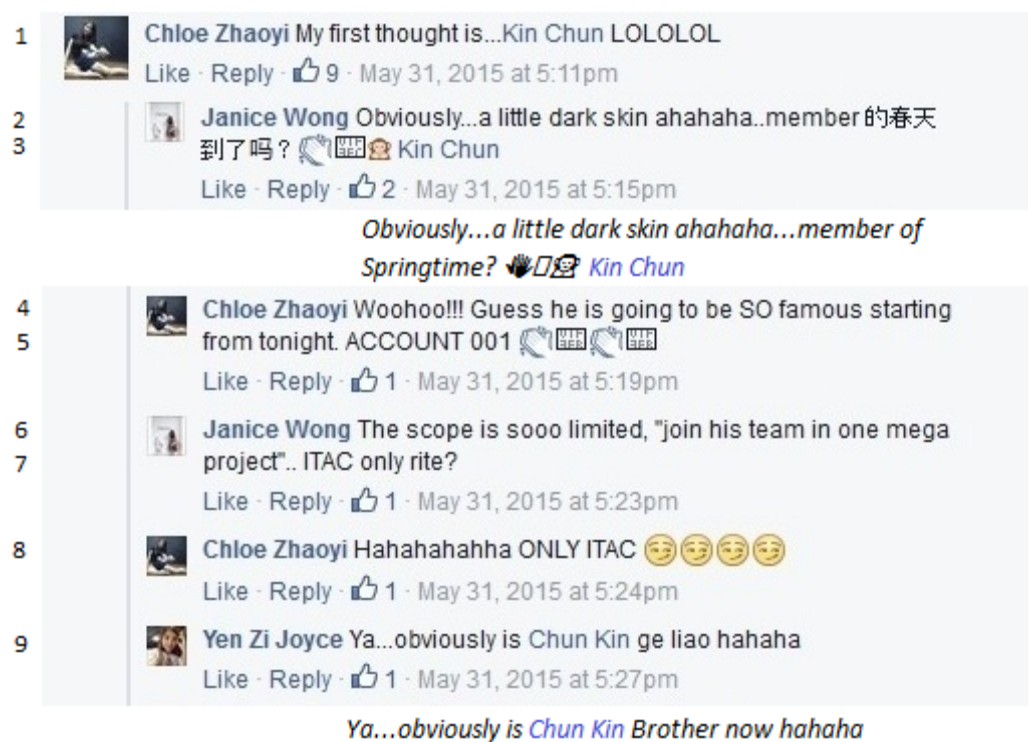 1 Chloe Zhaoyi My first thought is...Kin Chun LOLOLOL
Like · Reply · 9 · May 31, 2015 at 5:11pm
2 Janice Wong Obviously...a little dark skin ahahaha..member 的春天
3 到了吗? Kin Chun
Like · Reply · 2 · May 31, 2015 at 5:15pm
Obviously...a little dark skin ahahaha...member of
Springtime? Kin Chun
4 Chloe Zhaoyi Woohoo!!! Guess he is going to be SO famous starting
5 from tonight. ACCOUNT 001
Like · Reply · 1 · May 31, 2015 at 5:19pm
6 Janice Wong The scope is sooo limited, "join his team in one mega
7 project".. ITAC only rite?
Like · Reply · 1 · May 31, 2015 at 5:23pm
8 Chloe Zhaoyi Hahahahahha ONLY ITAC 😏😏😏😏
Like · Reply · 1 · May 31, 2015 at 5:24pm
9 Yen Zi Joyce Ya...obviously is Chun Kin ge liao hahaha
Like · Reply · 1 · May 31, 2015 at 5:27pm
Ya...obviously is Chun Kin Brother now hahaha